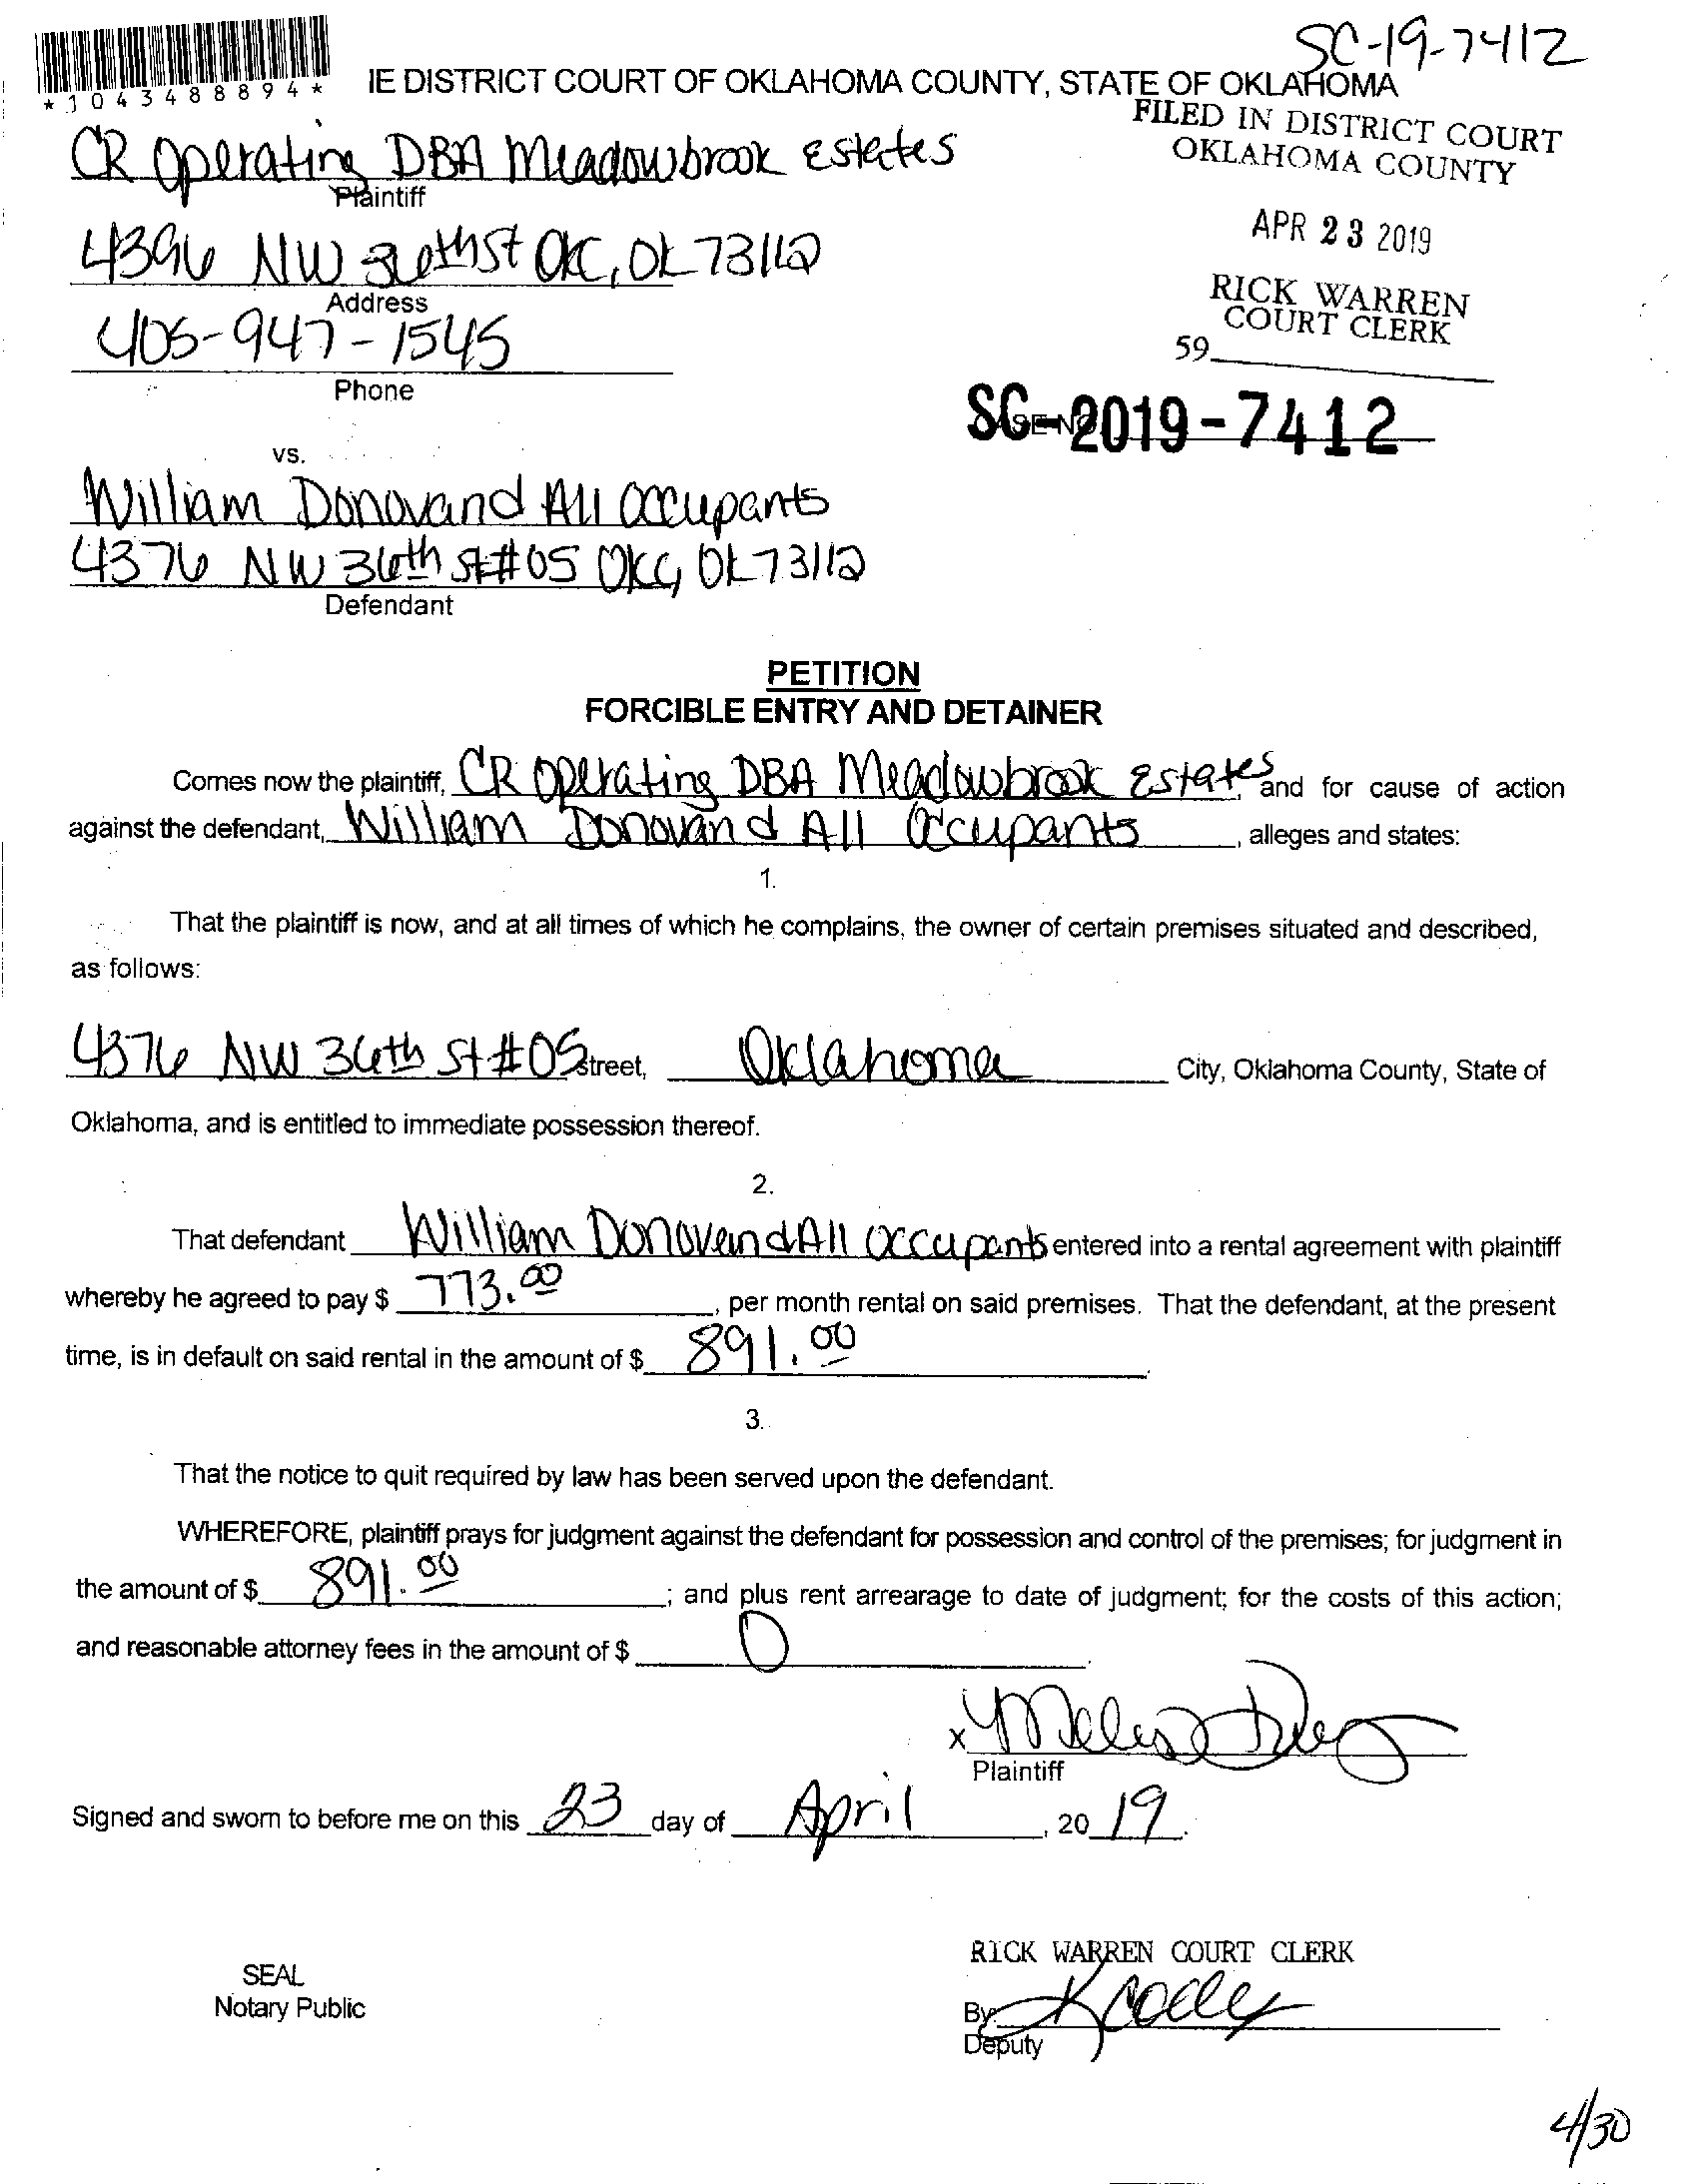 SC-19-7412
*1043488894*
IE DISTRICT COURT OF OKLAHOMA COUNTY, STATE OF OKLAHOMA
FILED IN DISTRICT COURT
OKLAHOMA COUNTY
CR Operating DBA Meadowbrook Estates
Plaintiff
APR 23 2019
4396 NW 36th St OKC, OK 73112
Address
RICK WARREN
COURT CLERK
405-947-1545
59
Phone
SC-2019-7412
vs.
William Donovan d All Occupants
4376 NW 36th St #05 OKC, OK 73112
Defendant
PETITION
FORCIBLE ENTRY AND DETAINER
Comes now the plaintiff, CR Operating DBA Meadowbrook Estates, and for cause of action
against the defendant, William Donovan d All Occupants, alleges and states:
1.
That the plaintiff is now, and at all times of which he complains, the owner of certain premises situated and described,
as follows:
4376 NW 36th St #05 Street, Oklahoma City, Oklahoma County, State of
Oklahoma, and is entitled to immediate possession thereof.
2.
That defendant William Donovan d All Occupants entered into a rental agreement with plaintiff
whereby he agreed to pay $ 773.00, per month rental on said premises. That the defendant, at the present
time, is in default on said rental in the amount of $ 891.00.
3.
That the notice to quit required by law has been served upon the defendant.
WHEREFORE, plaintiff prays for judgment against the defendant for possession and control of the premises; for judgment in
the amount of $ 891.00; and plus rent arrearage to date of judgment; for the costs of this action;
and reasonable attorney fees in the amount of $ 0.
X
Plaintiff
Signed and sworn to before me on this 23 day of April, 20 19.
RICK WARREN COURT CLERK
SEAL
Notary Public
By
Deputy
4/30